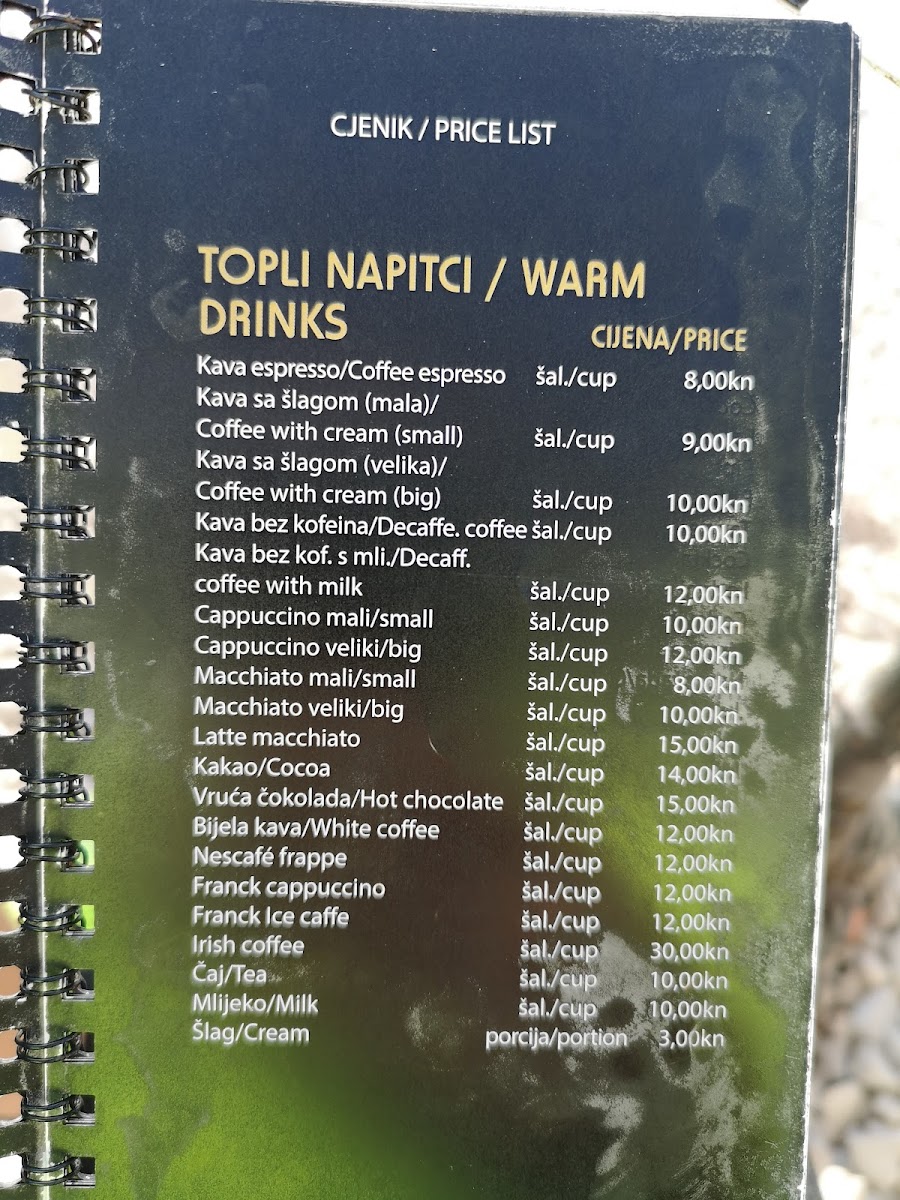 CJENIK / PRICE LIST
TOPLI NAPITCI / WARM
DRINKS
CIJENA/PRICE
Kava espresso/Coffee espresso šal./cup 8,00kn
Kava sa šlagom (mala)/
Coffee with cream (small) šal./cup 9,00kn
Kava sa šlagom (velika)/
Coffee with cream (big) šal./cup 10,00kn
Kava bez kofeina/Decaffe. coffee šal./cup 10,00kn
Kava bez kof. s mli./Decaff.
coffee with milk šal./cup 12,00kn
Cappuccino mali/small šal./cup 10,00kn
Cappuccino veliki/big šal./cup 12,00kn
Macchiato mali/small šal./cup 8,00kn
Macchiato veliki/big šal./cup 10,00kn
Latte macchiato šal./cup 15,00kn
Kakao/Cocoa šal./cup 14,00kn
Vruća čokolada/Hot chocolate šal./cup 15,00kn
Bijela kava/White coffee šal./cup 12,00kn
Nescafé frappe šal./cup 12,00kn
Franck cappuccino šal./cup 12,00kn
Franck Ice caffe šal./cup 12,00kn
Irish coffee šal./cup 30,00kn
Čaj/Tea šal./cup 10,00kn
Mlijeko/Milk šal./cup 10,00kn
Šlag/Cream porcija/portion 3,00kn